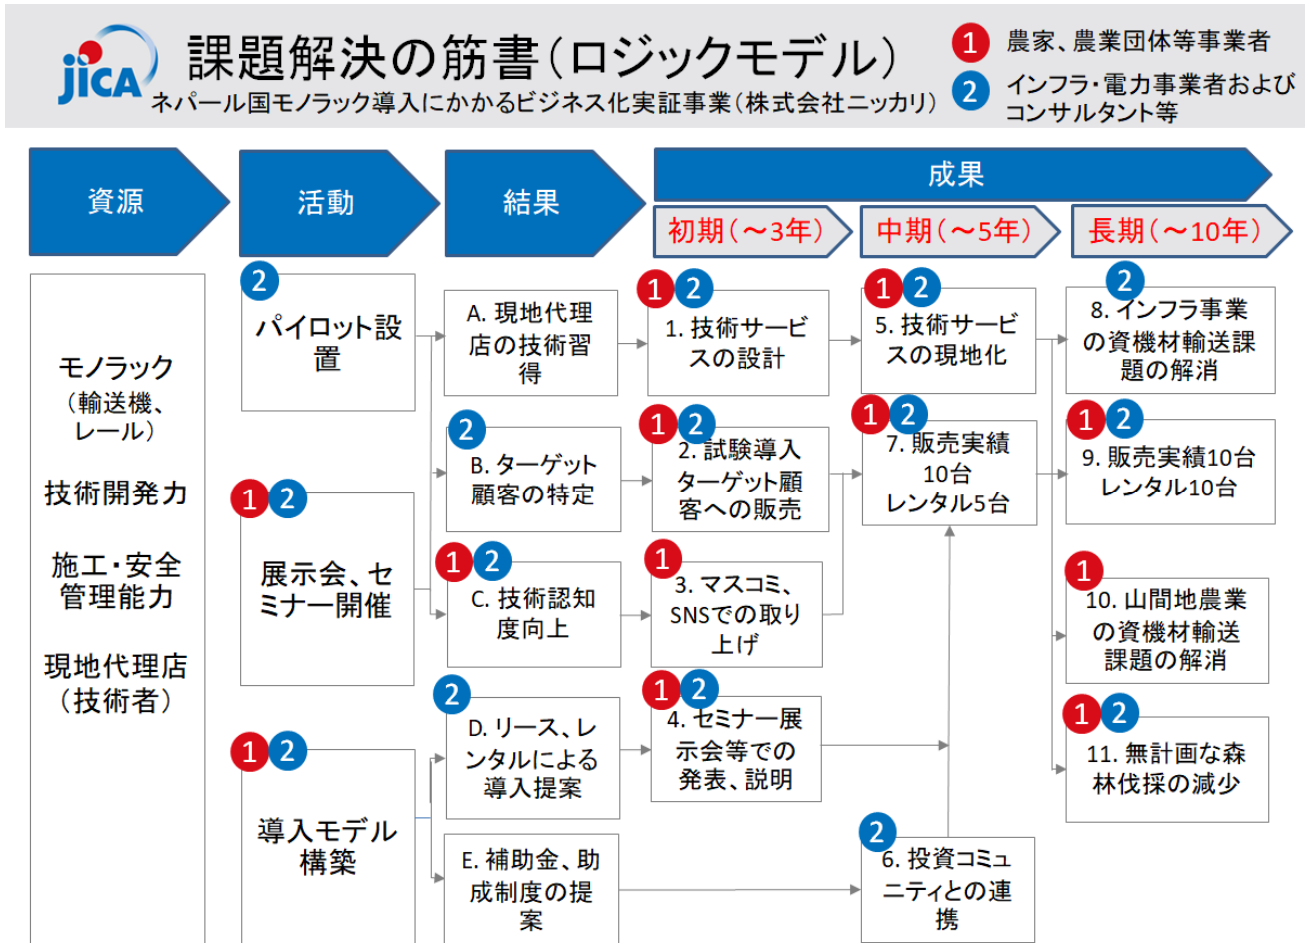 jICA
課題解決の筋書（ロジックモデル）
ネパール国モノラック導入にかかるビジネス化実証事業（株式会社ニッカリ）
1 農家、農業団体等事業者
2 インフラ・電力事業者および
コンサルタント等
資源
活動
結果
成果
初期（～3年）
中期（～5年）
長期（～10年）
モノラック
（輸送機、
レール）
技術開発力
施工・安全
管理能力
現地代理店
（技術者）
2
パイロット設
置
1 2
展示会、セ
ミナー開催
1 2
導入モデル
構築
A. 現地代理
店の技術習
得
2
B. ターゲット
顧客の特定
1 2
C. 技術認知
度向上
2
D. リース、レ
ンタルによる
導入提案
E. 補助金、助
成制度の提
案
1 2
1. 技術サービ
スの設計
1 2
2. 試験導入
ターゲット顧
客への販売
1
3. マスコミ、
SNSでの取り
上げ
1 2
4. セミナー展
示会等での
発表、説明
1 2
5. 技術サービ
スの現地化
1 2
7. 販売実績
10台
レンタル5台
2
6. 投資コミュ
ニティとの連
携
2
8. インフラ事業
の資機材輸送課
題の解消
1 2
9. 販売実績10台
レンタル10台
1
10. 山間地農業
の資機材輸送
課題の解消
1 2
11. 無計画な森
林伐採の減少